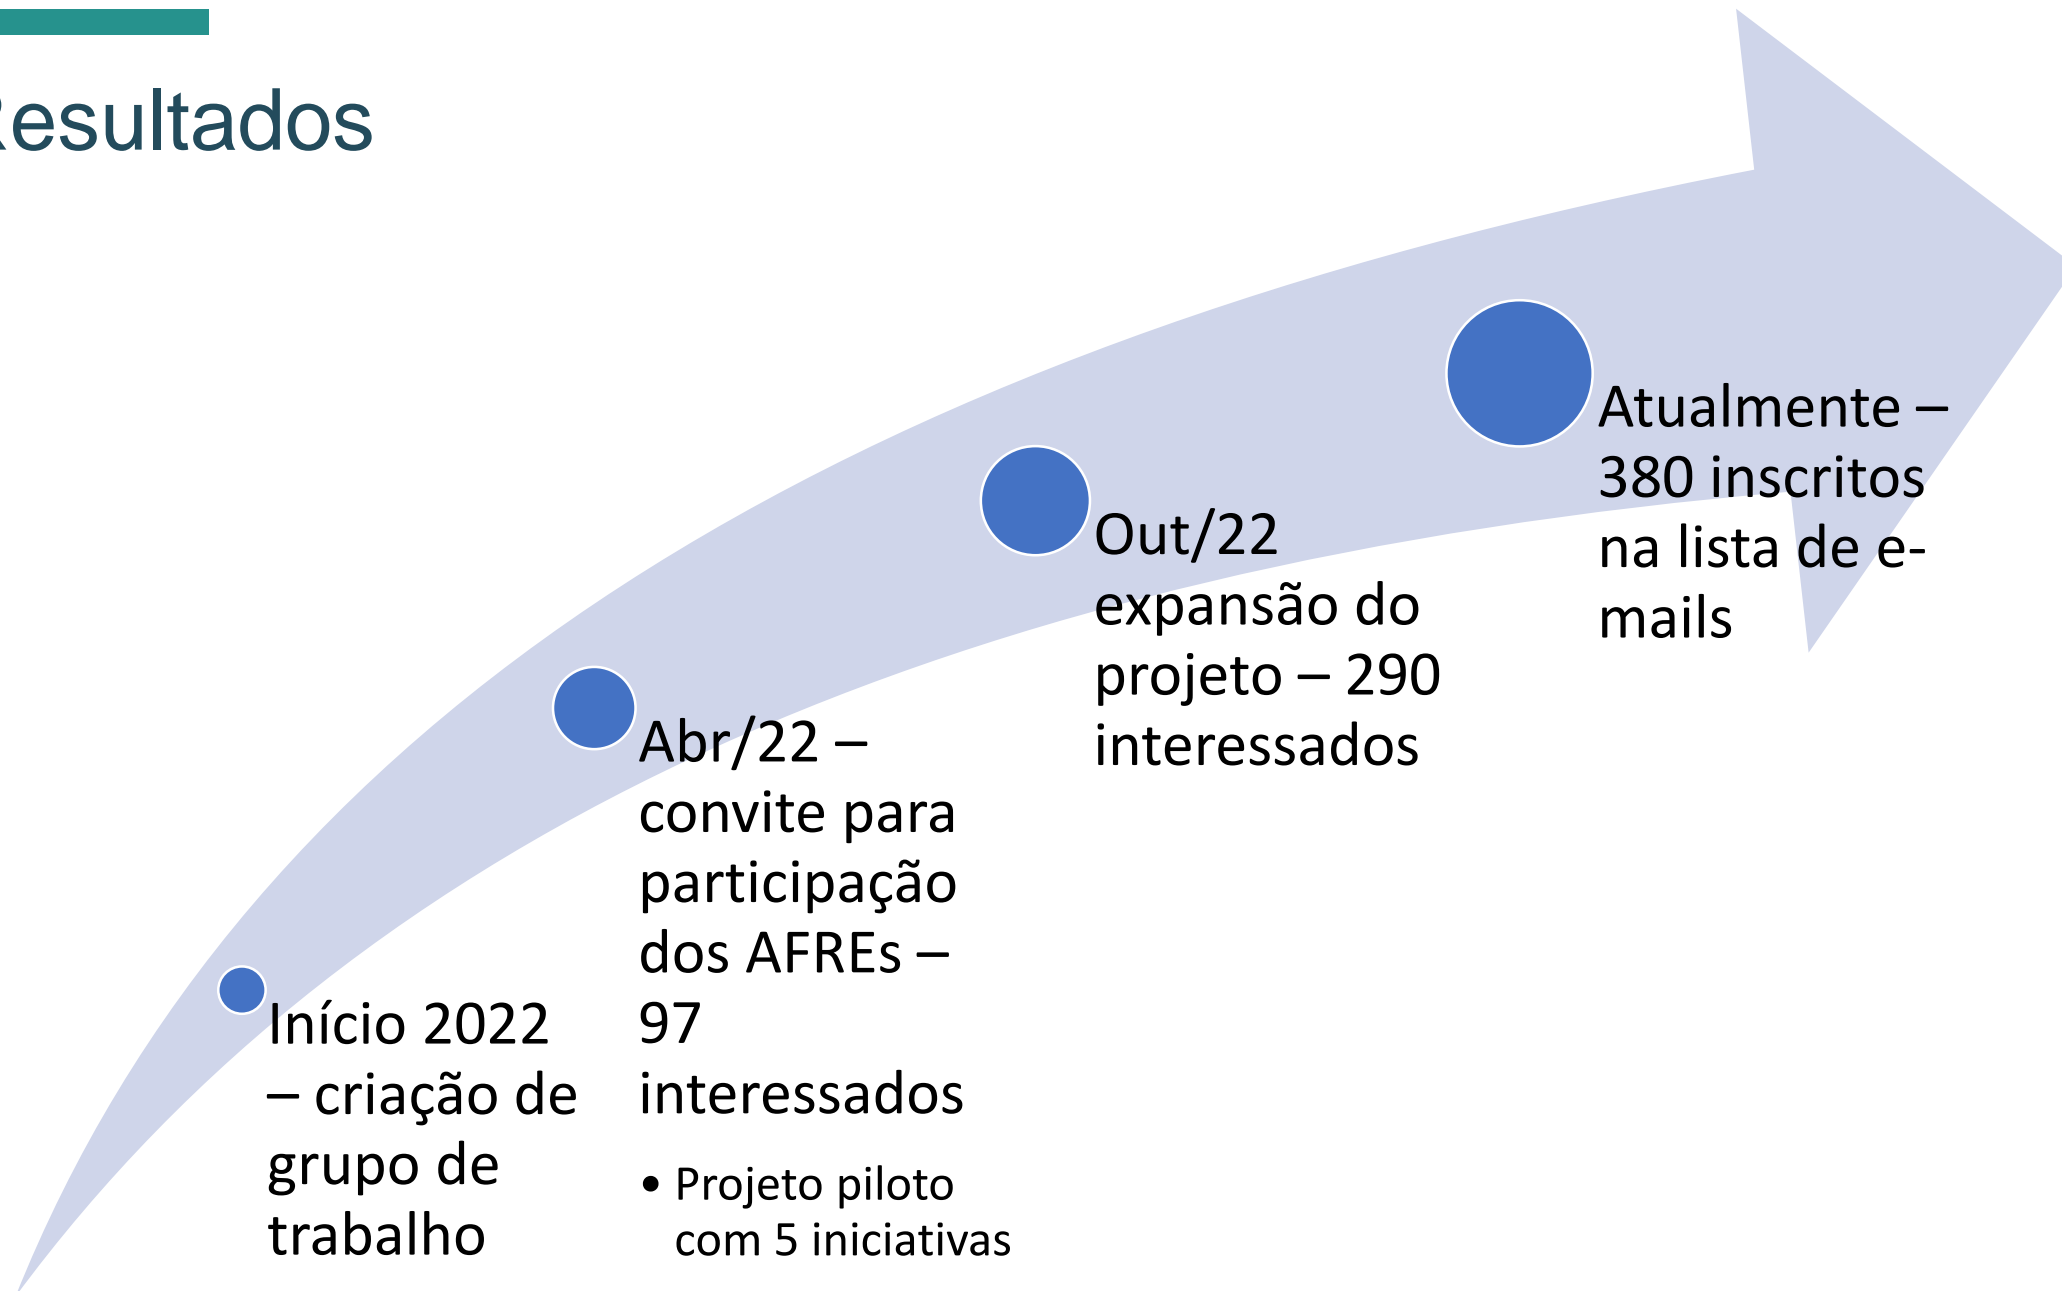 Resultados
Início 2022
– criação de
grupo de
trabalho
Abr/22 –
convite para
participação
dos AFREs –
97
interessados
• Projeto piloto
com 5 iniciativas
Out/22
expansão do
projeto – 290
interessados
Atualmente –
380 inscritos
na lista de e-
mails